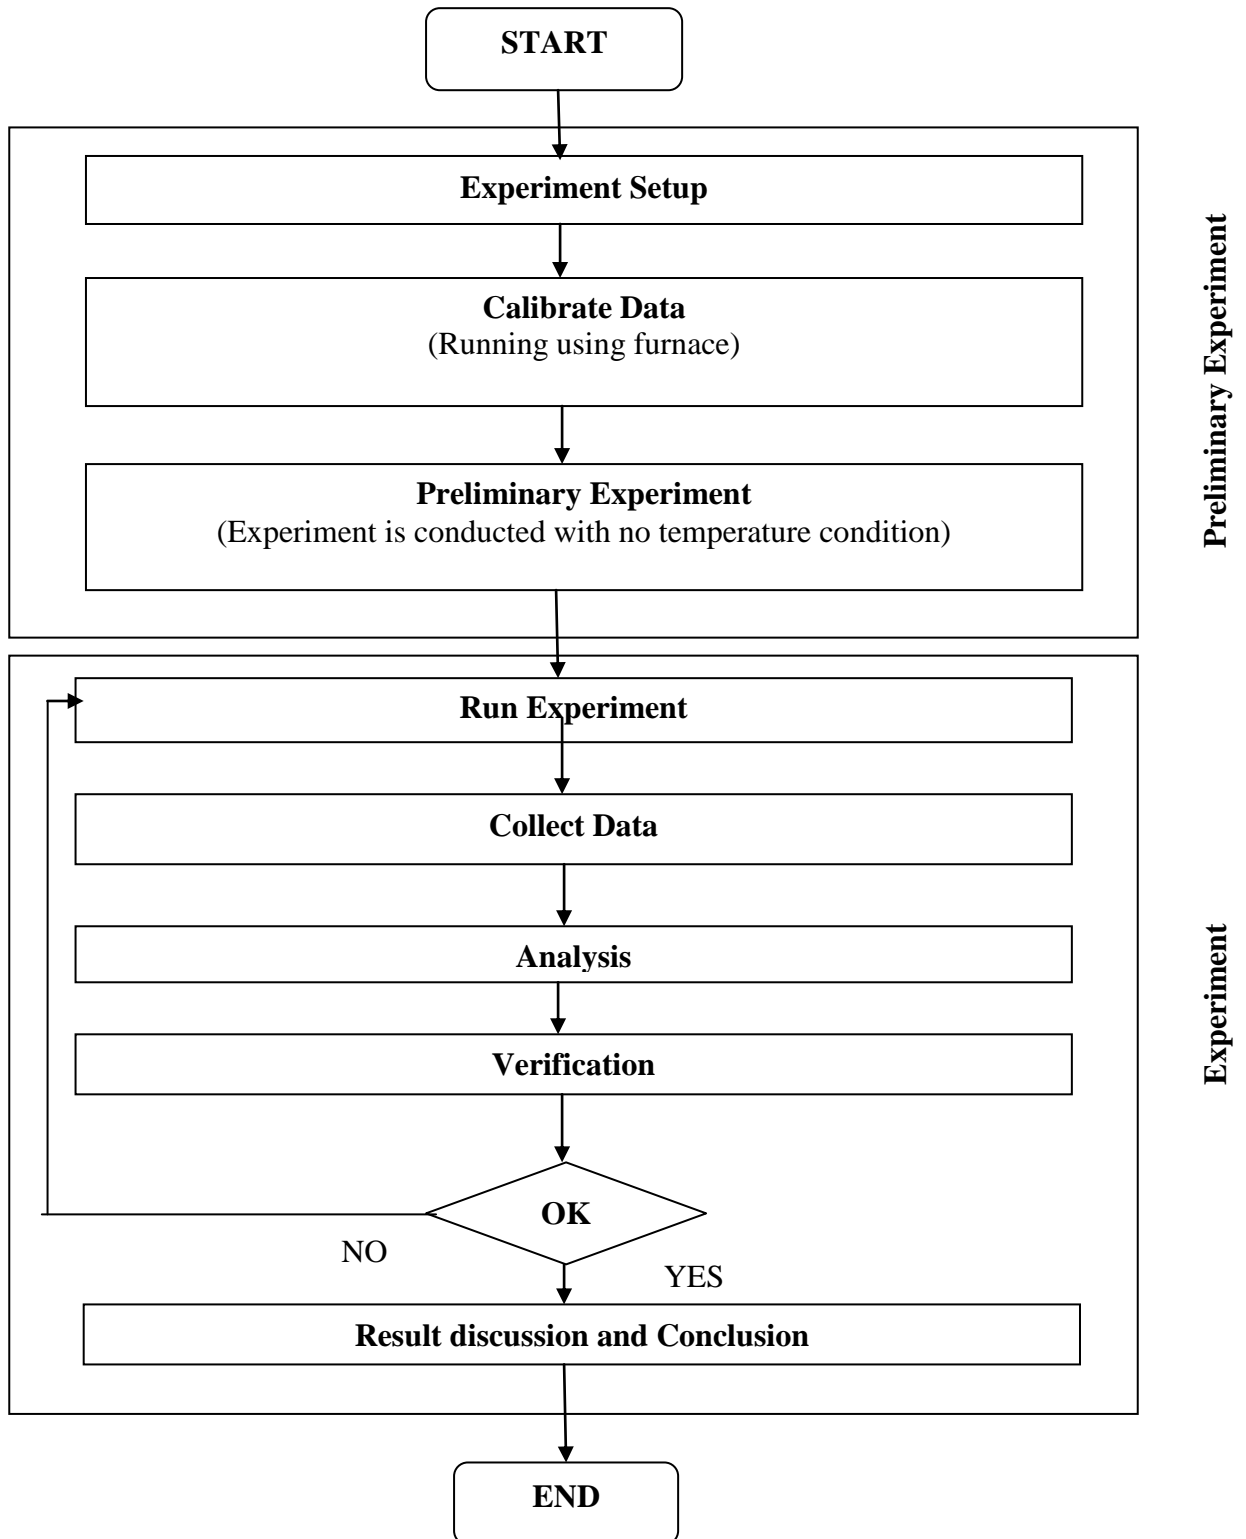 START
Experiment Setup
Calibrate Data
(Running using furnace)
Preliminary Experiment
(Experiment is conducted with no temperature condition)
Preliminary Experiment
Run Experiment
Collect Data
Analysis
Verification
OK
NO
YES
Result discussion and Conclusion
Experiment
END